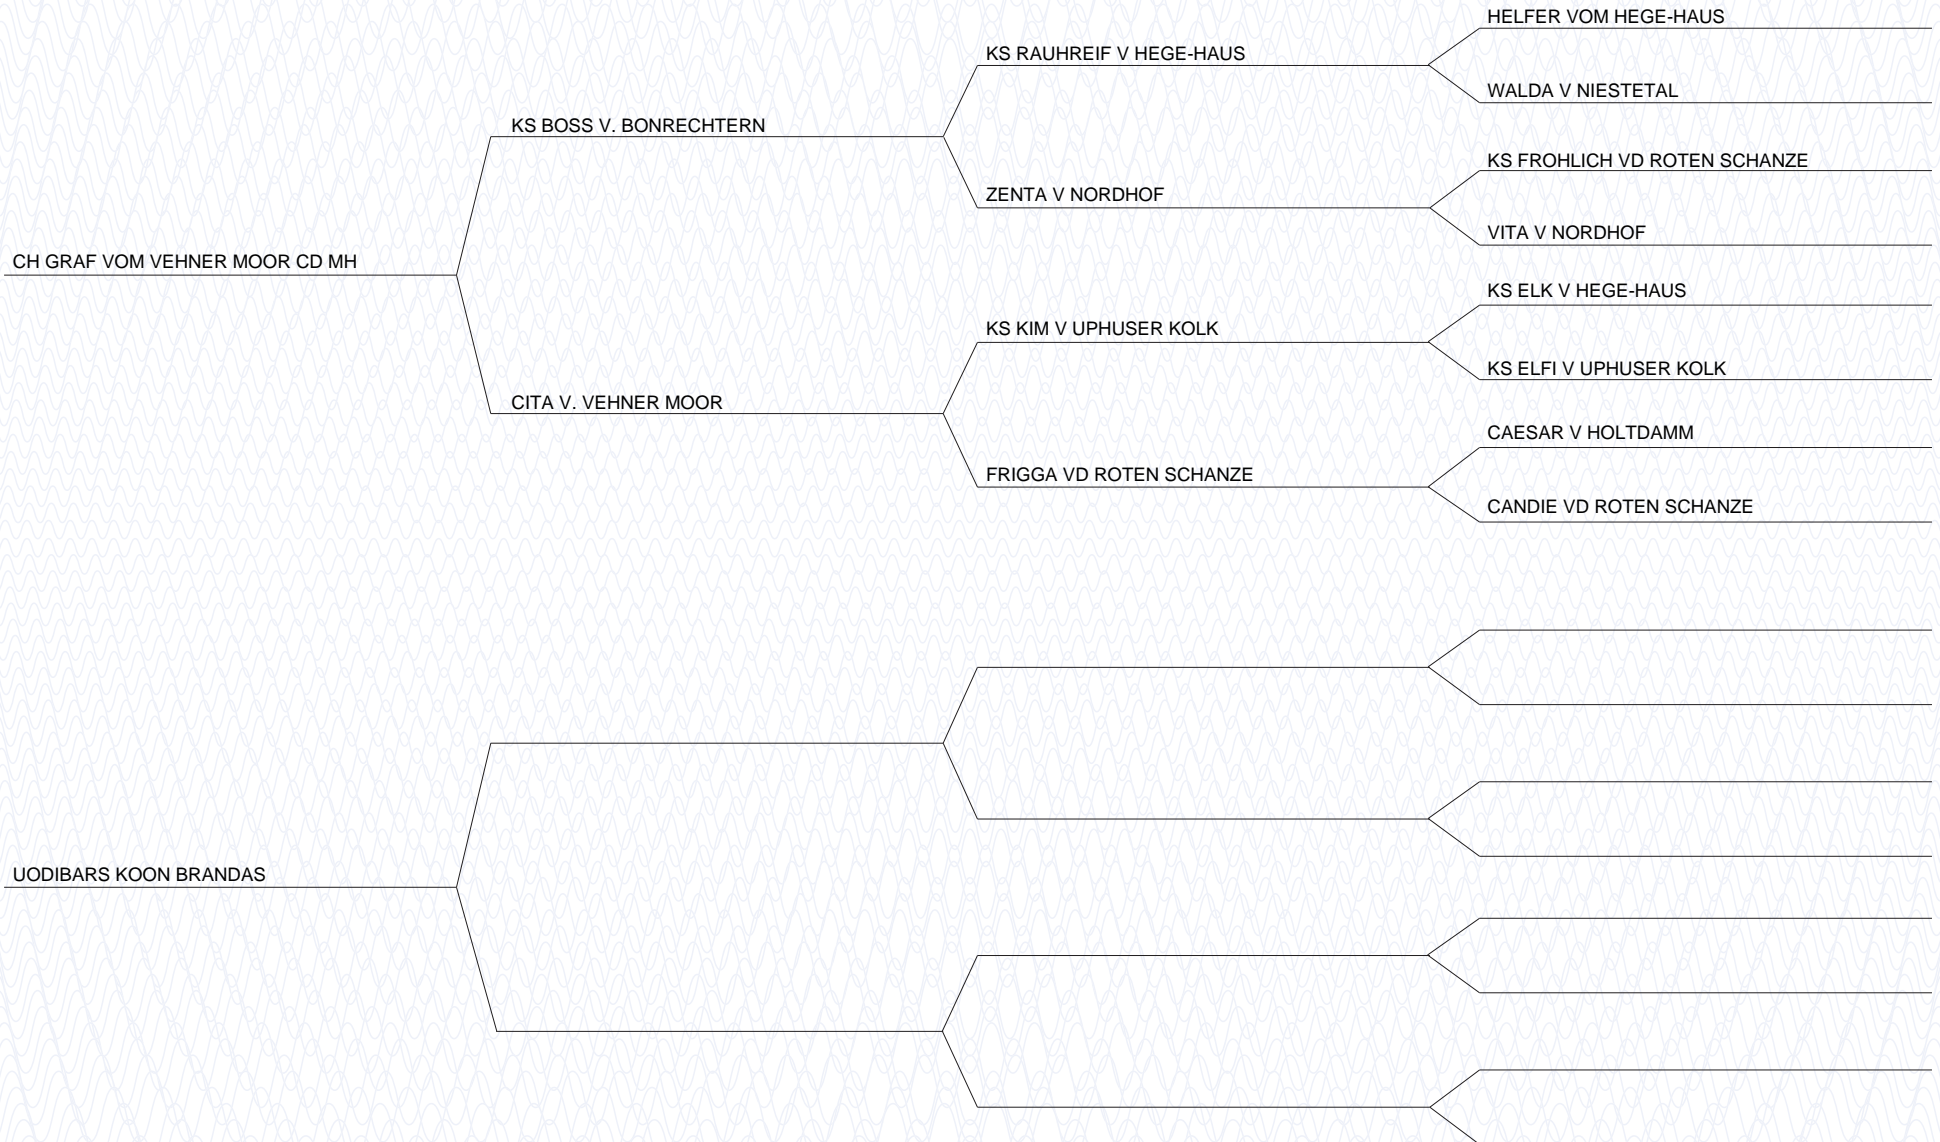 HELFER VOM HEGE-HAUS
KS RAUHREIF V HEGE-HAUS
WALDA V NIESTETAL
KS BOSS V. BONRECHTERN
KS FROHLICH VD ROTEN SCHANZE
ZENTA V NORDHOF
VITA V NORDHOF
CH GRAF VOM VEHNER MOOR CD MH
KS ELK V HEGE-HAUS
KS KIM V UPHUSER KOLK
KS ELFI V UPHUSER KOLK
CITA V. VEHNER MOOR
CAESAR V HOLTDAMM
FRIGGA VD ROTEN SCHANZE
CANDIE VD ROTEN SCHANZE
UODIBARS KOON BRANDAS